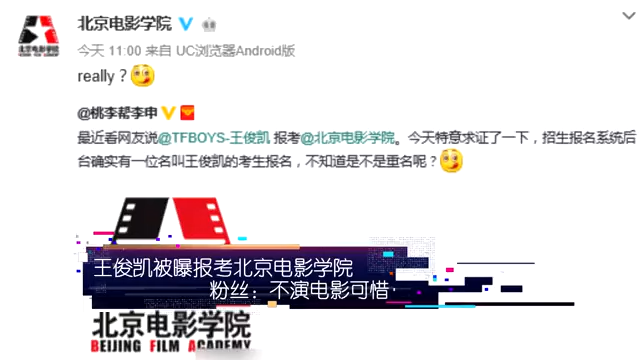 北京电影学院
北京电影学院
今天 11:00 来自 UC浏览器Android版
really？
@桃李帮李申
最近看网友说@TFBOYS-王俊凯 报考@北京电影学院。今天特意求证了一下，招生报名系统后
台确实有一位名叫王俊凯的考生报名，不知道是不是重名呢？
王俊凯被曝报考北京电影学院
粉丝：不演电影可惜
北京电影学院
BEIJING FILM ACADEMY